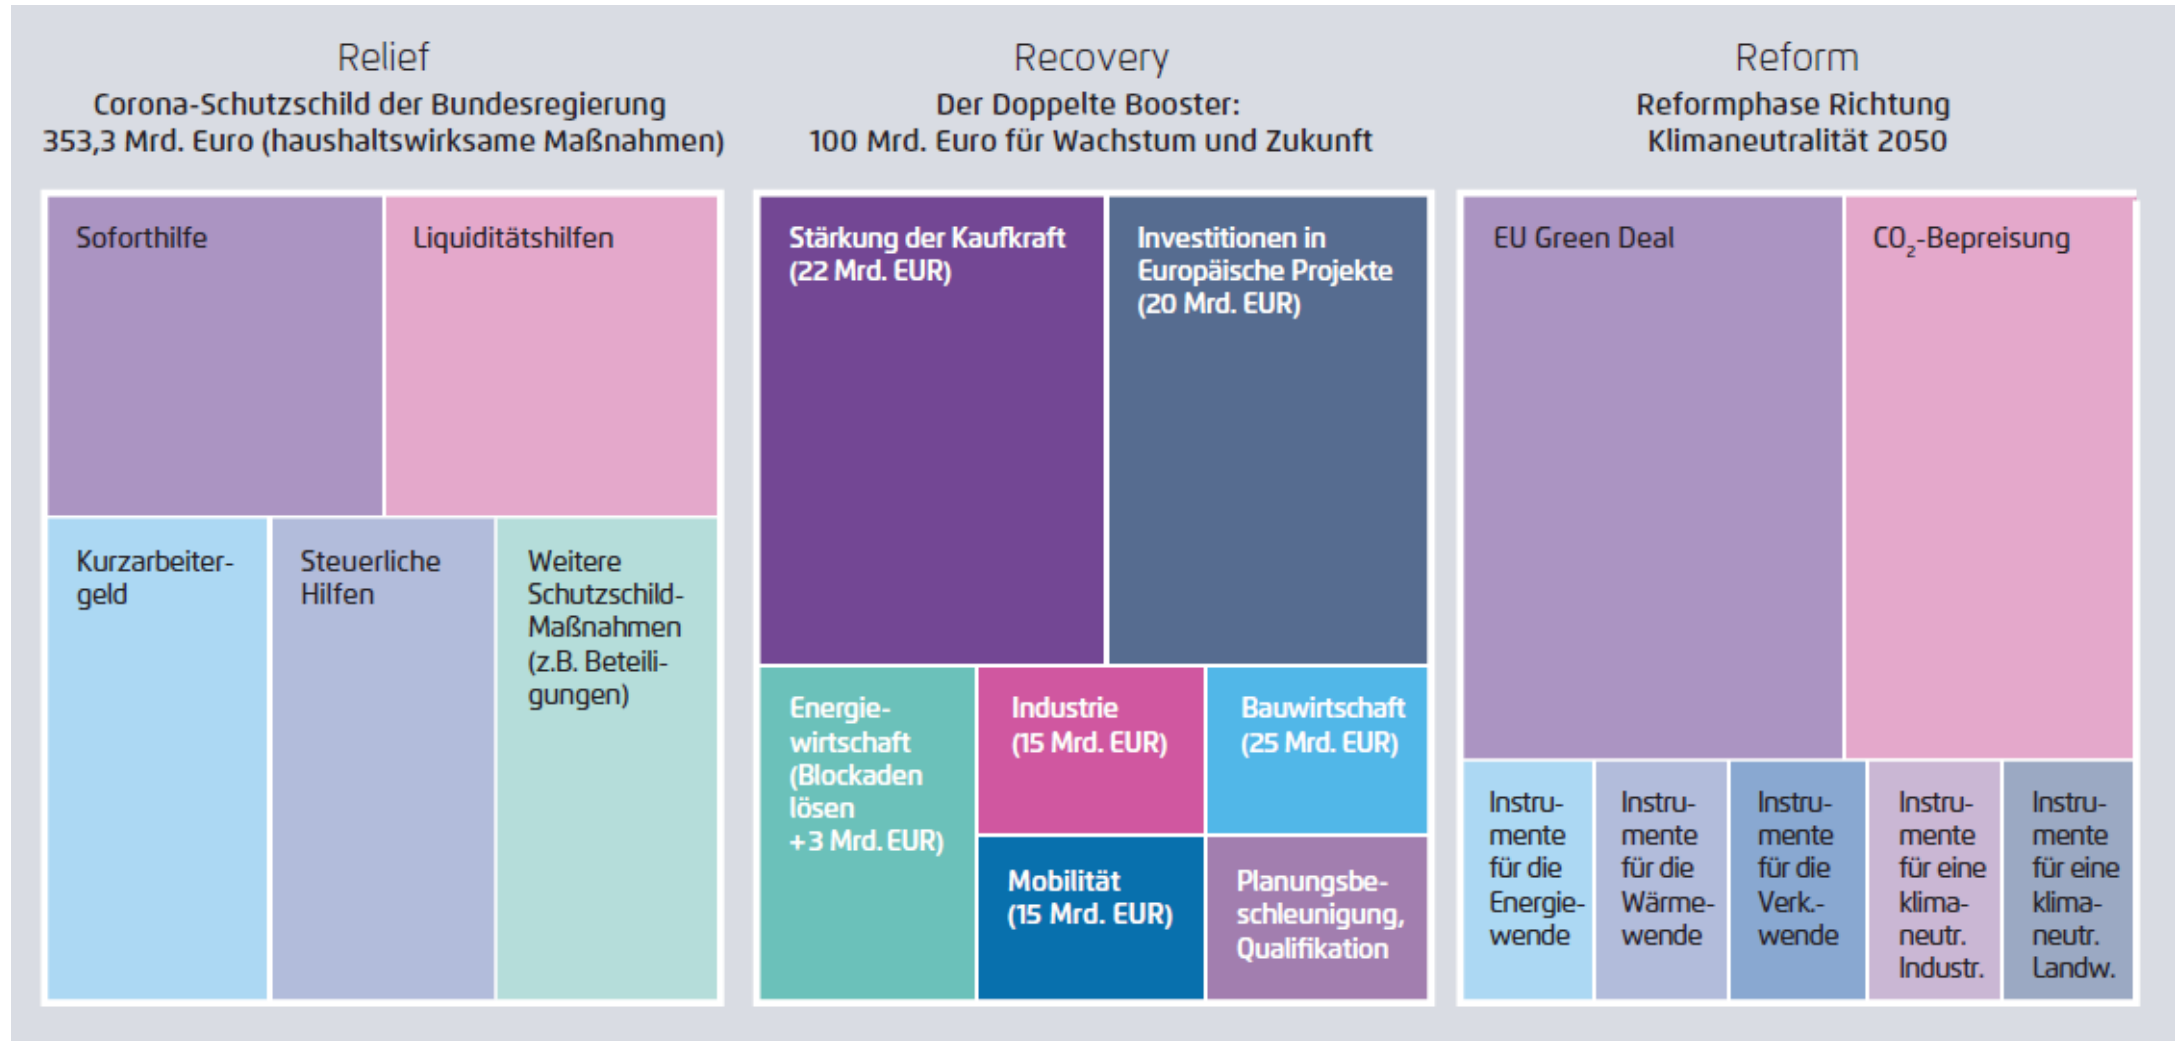 Relief
Corona-Schutzschild der Bundesregierung
353,3 Mrd. Euro (haushaltswirksame Maßnahmen)
Soforthilfe
Liquiditätshilfen
Kurzarbeiter-
geld
Steuerliche
Hilfen
Weitere
Schutzschild-
Maßnahmen
(z.B. Beteili-
gungen)
Recovery
Der Doppelte Booster:
100 Mrd. Euro für Wachstum und Zukunft
Stärkung der Kaufkraft
(22 Mrd. EUR)
Investitionen in
Europäische Projekte
(20 Mrd. EUR)
Energie-
wirtschaft
(Blockaden
lösen
+3 Mrd. EUR)
Industrie
(15 Mrd. EUR)
Bauwirtschaft
(25 Mrd. EUR)
Mobilität
(15 Mrd. EUR)
Planungsbe-
schleunigung,
Qualifikation
Reform
Reformphase Richtung
Klimaneutralität 2050
EU Green Deal
CO₂-Bepreisung
Instru-
mente
für die
Energie-
wende
Instru-
mente
für die
Wärme-
wende
Instru-
mente
für die
Verk.-
wende
Instru-
mente
für eine
klima-
neutr.
Industr.
Instru-
mente
für eine
klima-
neutr.
Landw.